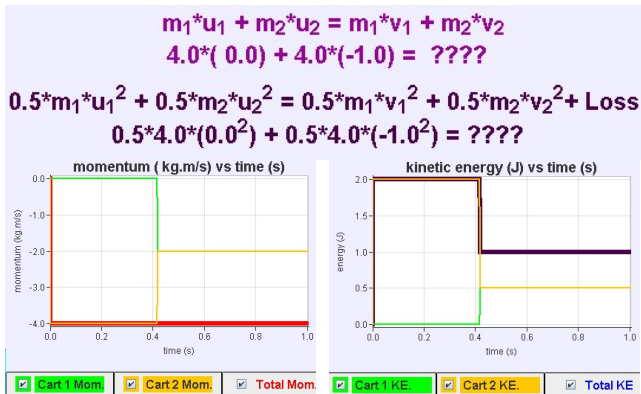 m₁*u₁ + m₂*u₂ = m₁*v₁ + m₂*v₂
4.0*( 0.0) + 4.0*(-1.0) = ????
0.5*m₁*u₁² + 0.5*m₂*u₂² = 0.5*m₁*v₁² + 0.5*m₂*v₂²+ Loss
0.5*4.0*(0.0²) + 0.5*4.0*(-1.0²) = ????
momentum ( kg.m/s) vs time (s)
0.0
-1.0
-2.0
-3.0
-4.0
momentum (kg.m/s)
0.0 0.2 0.4 0.6 0.8 1.0
time (s)
Cart 1 Mom. Cart 2 Mom. Total Mom.
kinetic energy (J) vs time (s)
2.0
1.5
1.0
0.5
0.0
energy (J)
0.0 0.2 0.4 0.6 0.8 1.0
time (s)
Cart 1 KE. Cart 2 KE. Total KE